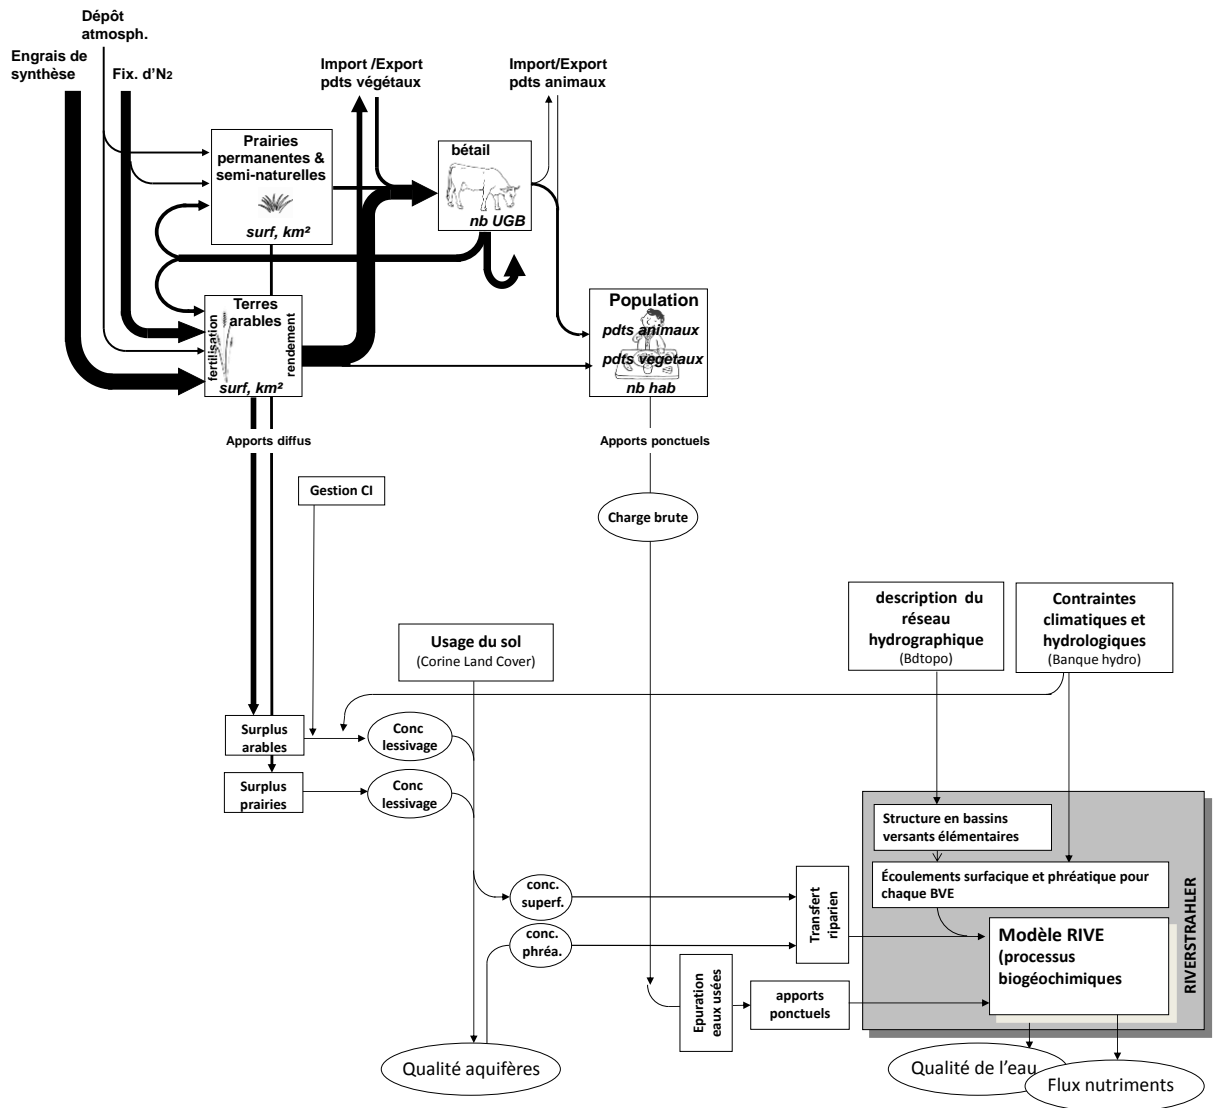 Dépôt
atmosph.
Engrais de
synthèse
Fix. d'N2
Import /Export
pdts végétaux
Import/Export
pdts animaux
Prairies
permanentes &
semi-naturelles
surf, km²
bétail
nb UGB
Terres
arables
fertilisation
rendement
surf, km²
Population
pdts animaux
pdts vegetaux
nb hab
Apports diffus
Apports ponctuels
Gestion CI
Charge brute
description du
réseau
hydrographique
(Bdtopo)
Contraintes
climatiques et
hydrologiques
(Banque hydro)
Usage du sol
(Corine Land Cover)
Surplus
arables
Conc
lessivage
Surplus
prairies
Conc
lessivage
Structure en bassins
versants élémentaires
Écoulements surfacique et phréatique pour
chaque BVE
conc.
superf.
conc.
phréa.
Transfert
riparien
Modèle RIVE
(processus
biogéochimiques
RIVERSTRAHLER
Epuration
eaux usées
apports
ponctuels
Qualité aquifères
Qualité de l'eau
Flux nutriments